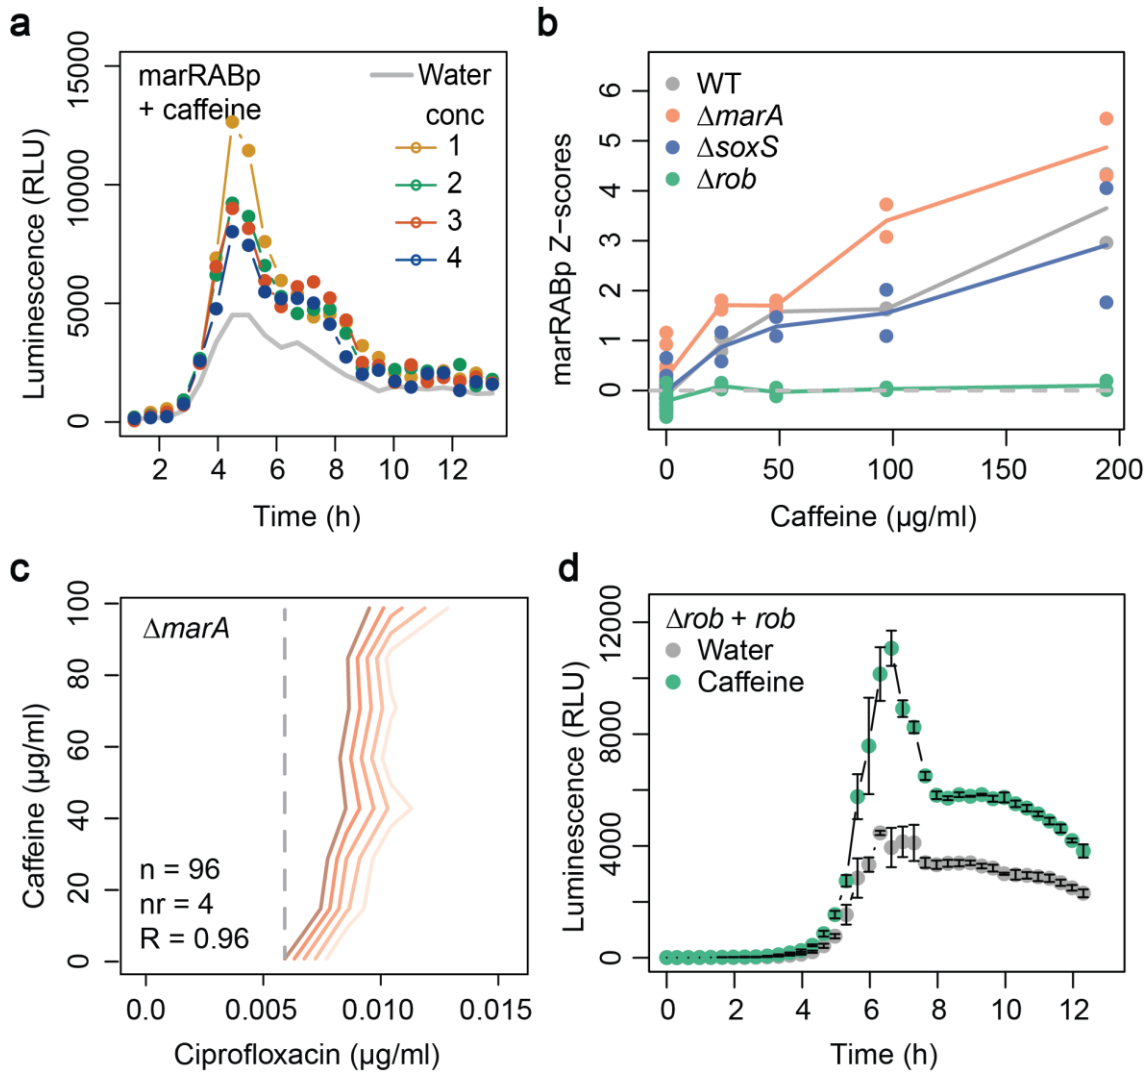 a
marRABp
+ caffeine
Water
conc
1
2
3
4
Luminescence (RLU)
0
5000
10000
15000
2
4
6
8
10
12
Time (h)
b
WT
ΔmarA
ΔsoxS
Δrob
marRABp Z−scores
0
1
2
3
4
5
6
0
50
100
150
200
Caffeine (µg/ml)
c
ΔmarA
n = 96
nr = 4
R = 0.96
Caffeine (µg/ml)
0
20
40
60
80
100
0.0
0.005
0.010
0.015
Ciprofloxacin (µg/ml)
d
Δrob + rob
Water
Caffeine
Luminescence (RLU)
0
4000
8000
12000
0
2
4
6
8
10
12
Time (h)